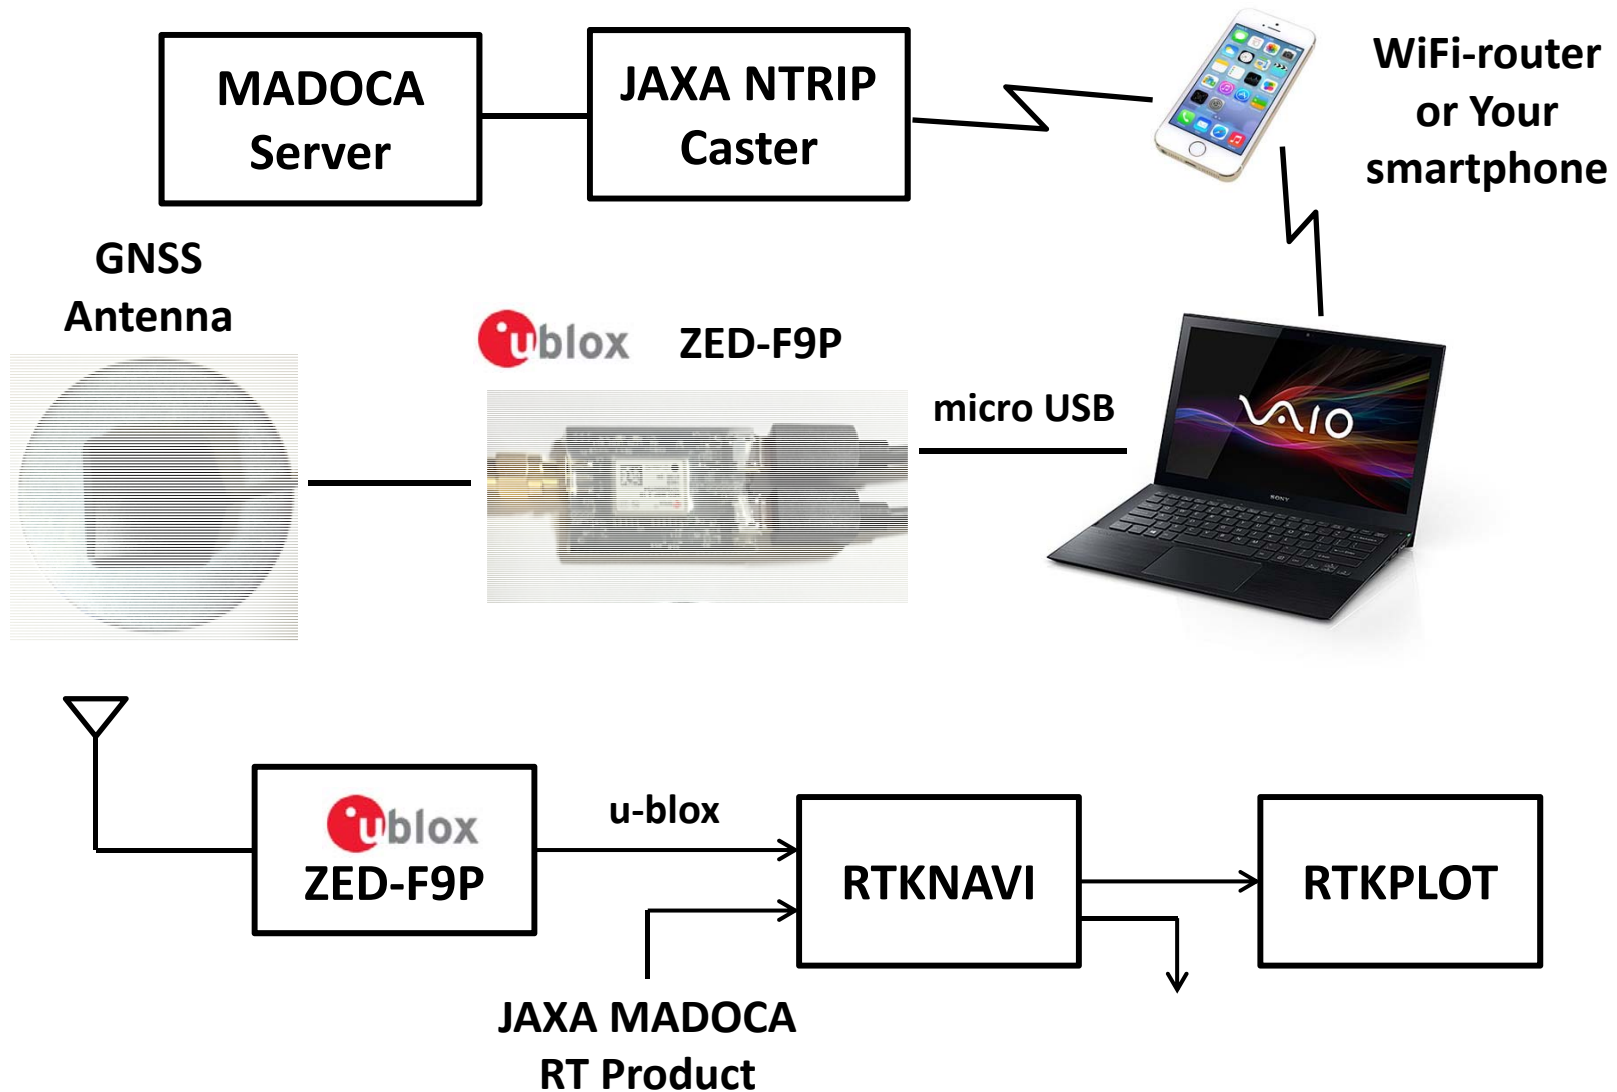 MADOCA
Server
JAXA NTRIP
Caster
WiFi-router
or Your
smartphone
GNSS
Antenna
ublox
ZED-F9P
micro USB
VAIO
SONY
ublox
ZED-F9P
u-blox
RTKNAVI
RTKPLOT
JAXA MADOCA
RT Product